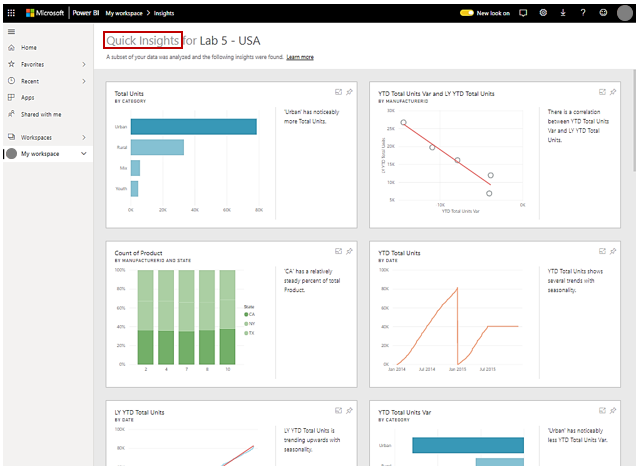 Microsoft Power BI My workspace > Insights New look on
Home
Favorites
Recent
Apps
Shared with me
Workspaces
My workspace
Quick Insights for Lab 5 - USA
A subset of your data was analyzed and the following insights were found. Learn more
Total Units
BY CATEGORY
Urban
Rural
Mix
Youth
0K 20K 40K 60K 80K
'Urban' has noticeably
more Total Units.
YTD Total Units Var and LY YTD Total Units
BY MANUFACTURERID
LY YTD Total Units
30K
25K
20K
15K
10K
5K
10K 0K
YTD Total Units Var
There is a correlation
between YTD Total Units
Var and LY YTD Total
Units.
Count of Product
BY MANUFACTURERID AND STATE
100%
80%
60%
40%
20%
0%
2 4 7 8 10
State
CA
NY
TX
'CA' has a relatively
steady percent of total
Product.
YTD Total Units
BY DATE
100K
80K
60K
40K
20K
0K
Jan 2014 Jul 2014 Jan 2015 Jul 2015
YTD Total Units shows
several trends with
seasonality.
LY YTD Total Units
BY DATE
100K
80K
LY YTD Total Units is
trending upwards with
seasonality.
YTD Total Units Var
BY CATEGORY
Urban
'Urban' has noticeably
less YTD Total Units Var.